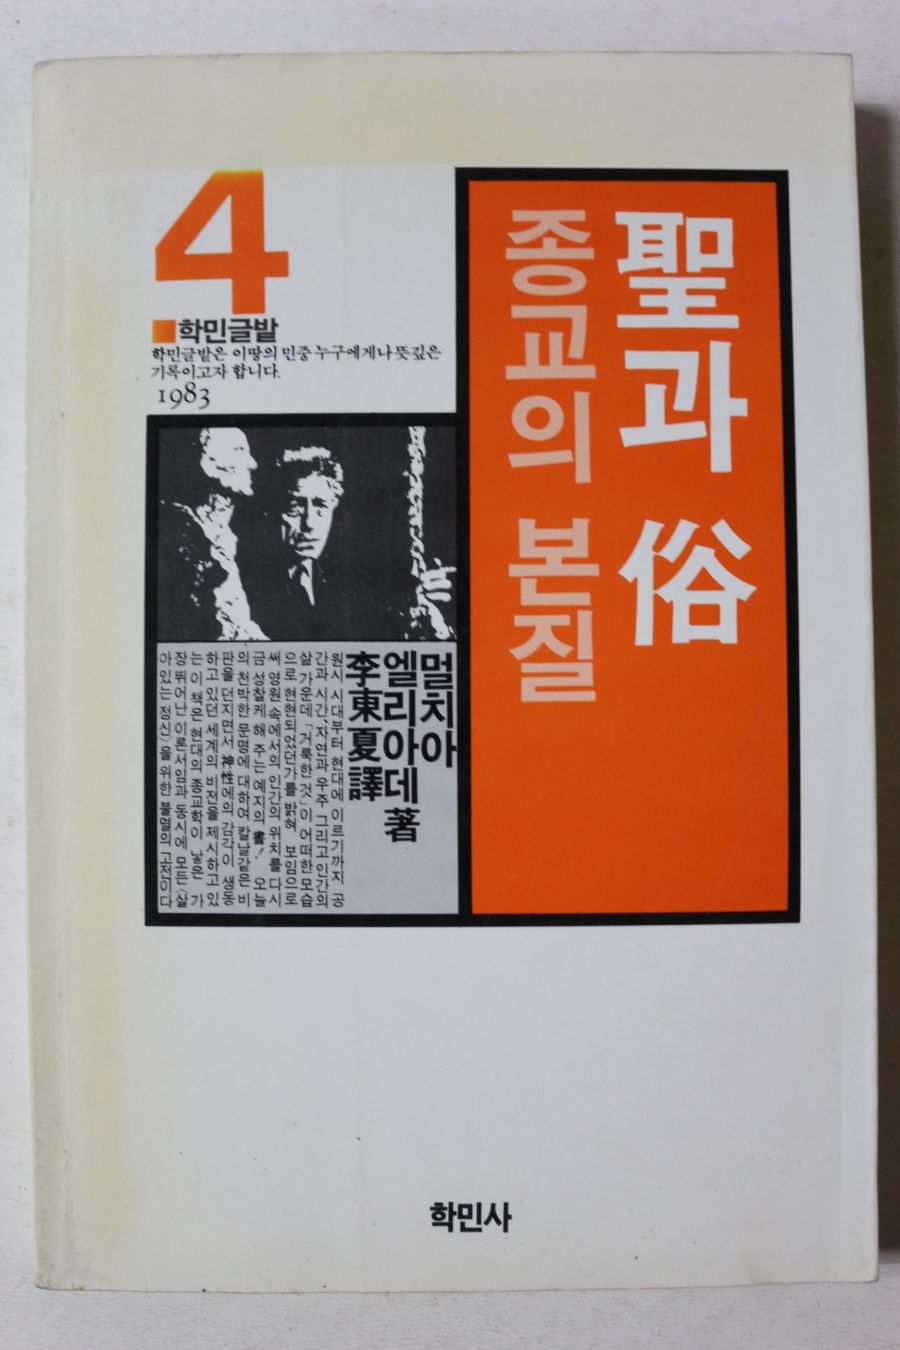 4
학민글밭
학민글밭은 이땅의 민중 누구에게나 뜻깊은
기록이고자 합니다.
1983
聖과 俗
종교의 본질
멀치아
엘리아데 著
李東夏 譯
원시 시대부터 현대에 이르기까지 공
간과 시간, 자연과 우주 그리고 인간의
삶 가운데 「거룩한 것」이 어떠한 모습
으로 현현되었던가를 밝혀 보임으로
써 영원 속에서의 인간의 위치를 다시
금 성찰케 해 주는 예지의 書! 오늘
의 천박한 문명에 대하여 칼날같은 비
판을 던지면서 神性에의 감각이 생동
하고 있던 세계의 비전을 제시하고 있
는 이 책은 현대의 종교학이 낳은 가
장 뛰어난 이론서임과 동시에 모든 〈살
아있는 정신〉을 위한 불멸의 고전이다
학민사